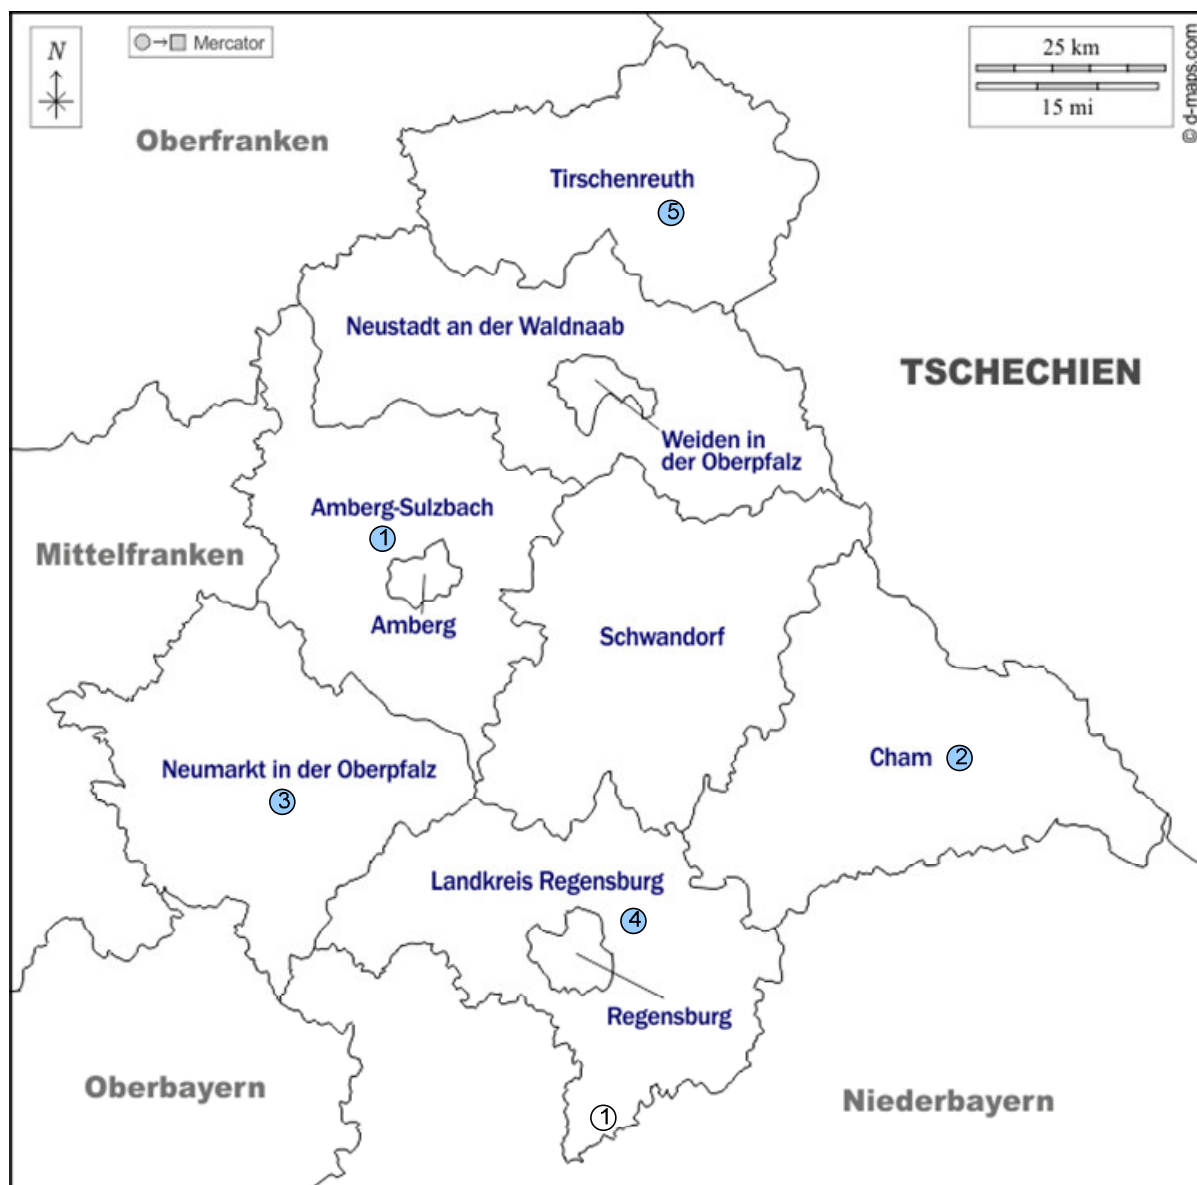 N
Mercator
25 km
15 mi
© d-maps.com
Oberfranken
Tirschenreuth
5
Neustadt an der Waldnaab
TSCHECHIEN
Weiden in
der Oberpfalz
Amberg-Sulzbach
1
Mittelfranken
Amberg
Schwandorf
Cham 2
Neumarkt in der Oberpfalz
3
Landkreis Regensburg
4
Regensburg
Oberbayern
Niederbayern
1